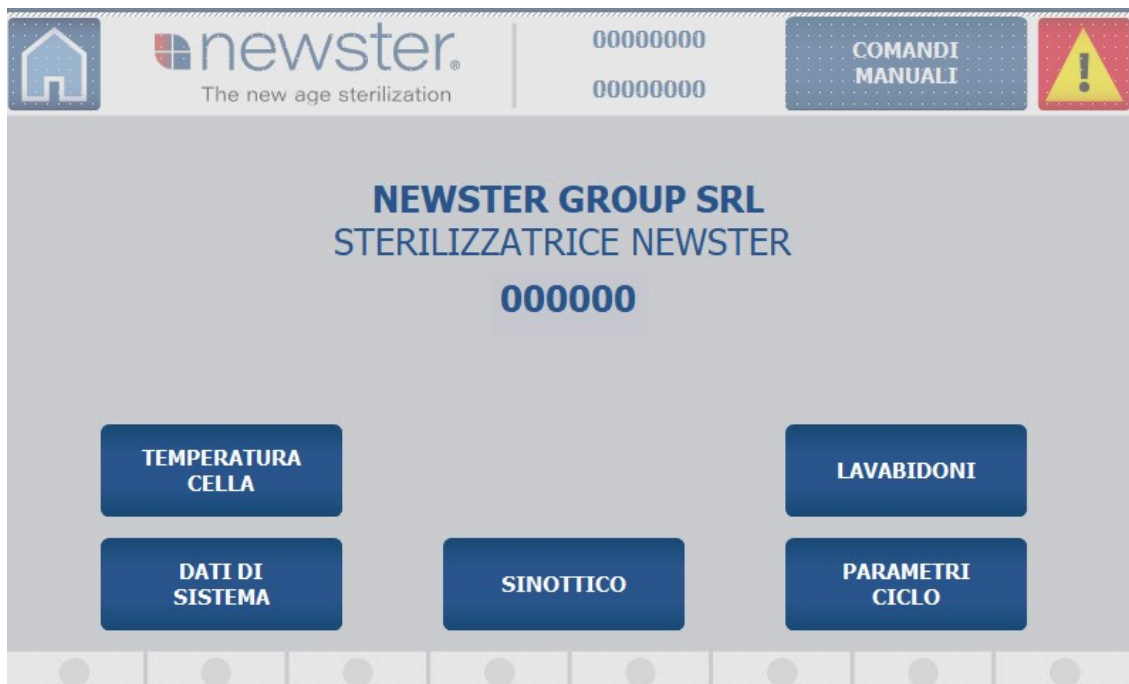 newster®
The new age sterilization
00000000
00000000
COMANDI
MANUALI
NEWSTER GROUP SRL
STERILIZZATRICE NEWSTER
000000
TEMPERATURA
CELLA
LAVABIDONI
DATI DI
SISTEMA
SINOTTICO
PARAMETRI
CICLO